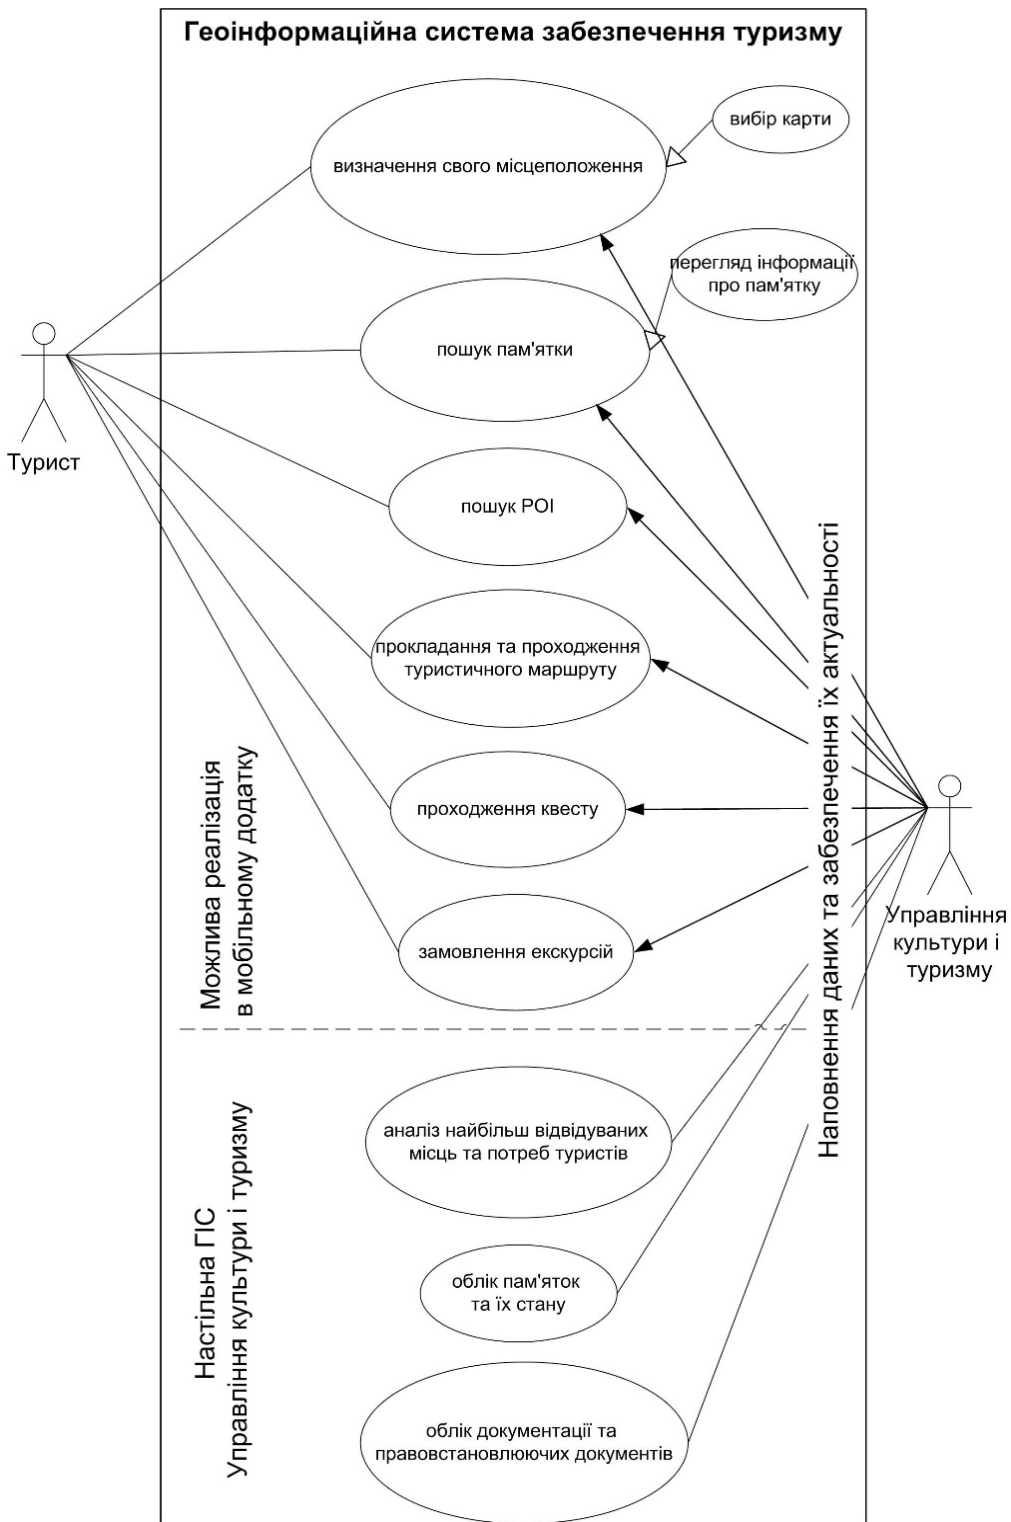 Геоінформаційна система забезпечення туризму
вибір карти
визначення свого місцеположення
перегляд інформації
про пам'ятку
пошук пам'ятки
Турист
пошук POI
прокладання та проходження
туристичного маршруту
Наповнення даних та забезпечення їх актуальності
Можлива реалізація
в мобільному додатку
проходження квесту
Управління
культури і
туризму
замовлення екскурсій
Настільна ГІС
Управління культури і туризму
аналіз найбільш відвідуваних
місць та потреб туристів
облік пам'яток
та їх стану
облік документації та
правовстановлюючих документів